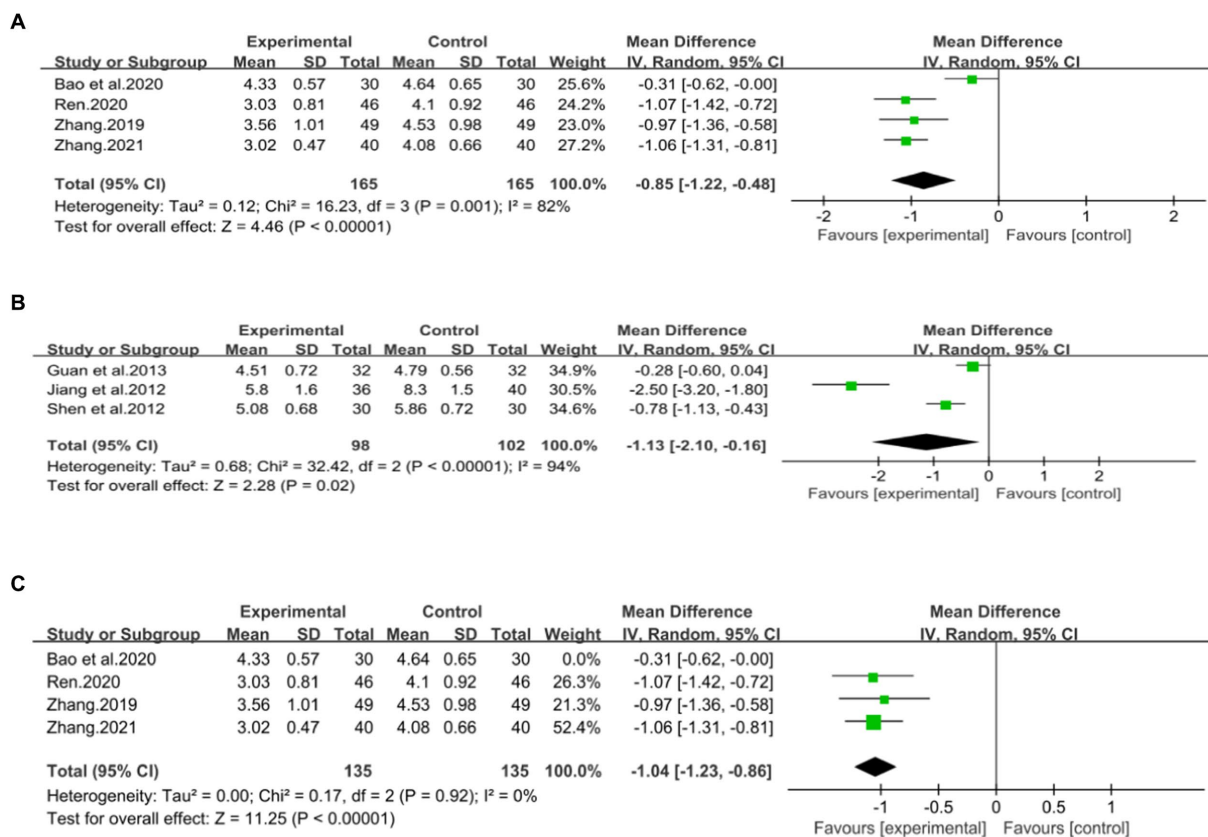 A
Experimental Control Mean Difference Mean Difference
Study or Subgroup Mean SD Total Mean SD Total Weight IV, Random, 95% CI IV, Random, 95% CI
Bao et al.2020 4.33 0.57 30 4.64 0.65 30 25.6% -0.31 [-0.62, -0.00]
Ren.2020 3.03 0.81 46 4.1 0.92 46 24.2% -1.07 [-1.42, -0.72]
Zhang.2019 3.56 1.01 49 4.53 0.98 49 23.0% -0.97 [-1.36, -0.58]
Zhang.2021 3.02 0.47 40 4.08 0.66 40 27.2% -1.06 [-1.31, -0.81]
Total (95% CI) 165 165 100.0% -0.85 [-1.22, -0.48]
Heterogeneity: Tau² = 0.12; Chi² = 16.23, df = 3 (P = 0.001); I² = 82%
Test for overall effect: Z = 4.46 (P < 0.00001)
-2 -1 0 1 2
Favours [experimental] Favours [control]
B
Experimental Control Mean Difference Mean Difference
Study or Subgroup Mean SD Total Mean SD Total Weight IV, Random, 95% CI IV, Random, 95% CI
Guan et al.2013 4.51 0.72 32 4.79 0.56 32 34.9% -0.28 [-0.60, 0.04]
Jiang et al.2012 5.8 1.6 36 8.3 1.5 40 30.5% -2.50 [-3.20, -1.80]
Shen et al.2012 5.08 0.68 30 5.86 0.72 30 34.6% -0.78 [-1.13, -0.43]
Total (95% CI) 98 102 100.0% -1.13 [-2.10, -0.16]
Heterogeneity: Tau² = 0.68; Chi² = 32.42, df = 2 (P < 0.00001); I² = 94%
Test for overall effect: Z = 2.28 (P = 0.02)
-2 -1 0 1 2
Favours [experimental] Favours [control]
C
Experimental Control Mean Difference Mean Difference
Study or Subgroup Mean SD Total Mean SD Total Weight IV, Random, 95% CI IV, Random, 95% CI
Bao et al.2020 4.33 0.57 30 4.64 0.65 30 0.0% -0.31 [-0.62, -0.00]
Ren.2020 3.03 0.81 46 4.1 0.92 46 26.3% -1.07 [-1.42, -0.72]
Zhang.2019 3.56 1.01 49 4.53 0.98 49 21.3% -0.97 [-1.36, -0.58]
Zhang.2021 3.02 0.47 40 4.08 0.66 40 52.4% -1.06 [-1.31, -0.81]
Total (95% CI) 135 135 100.0% -1.04 [-1.23, -0.86]
Heterogeneity: Tau² = 0.00; Chi² = 0.17, df = 2 (P = 0.92); I² = 0%
Test for overall effect: Z = 11.25 (P < 0.00001)
-1 -0.5 0 0.5 1
Favours [experimental] Favours [control]